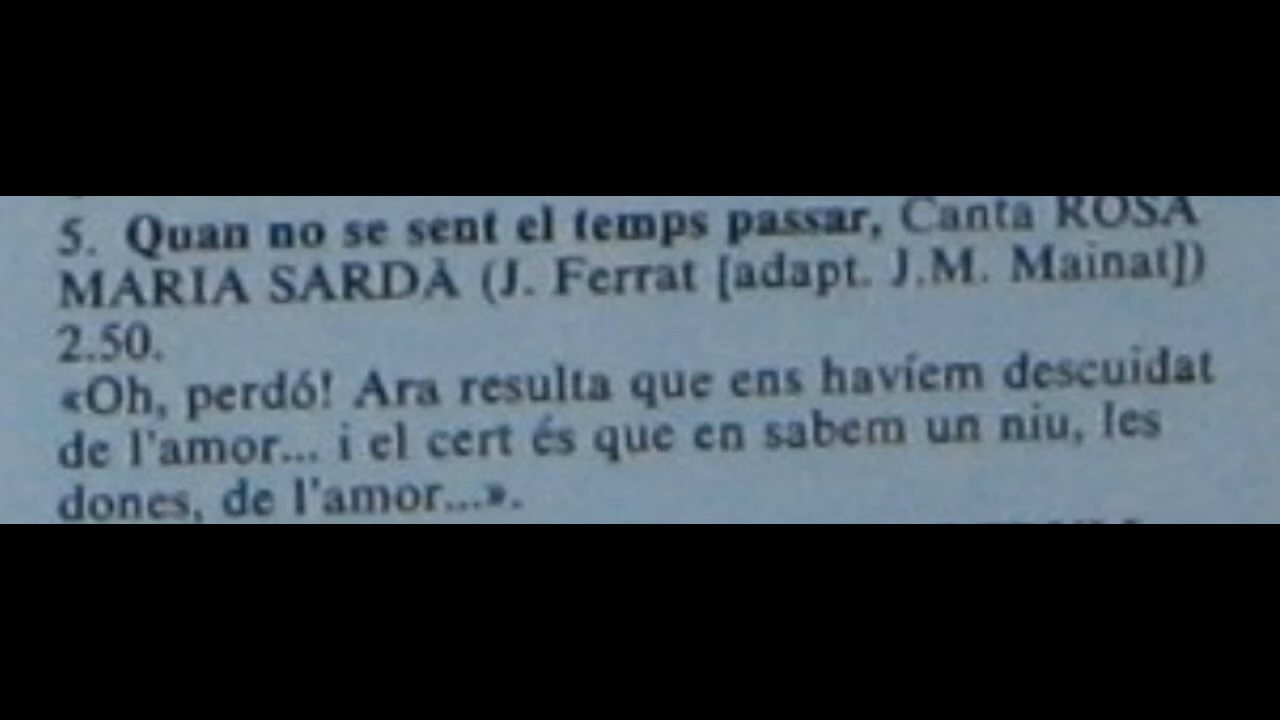 5. Quan no se sent el temps passar, Canta ROSA
MARIA SARDÀ (J. Ferrat [adapt. J.M. Mainat])
2.50.
«Oh, perdó! Ara resulta que ens havíem descuidat
de l'amor... i el cert és que en sabem un niu, les
dones, de l'amor...».